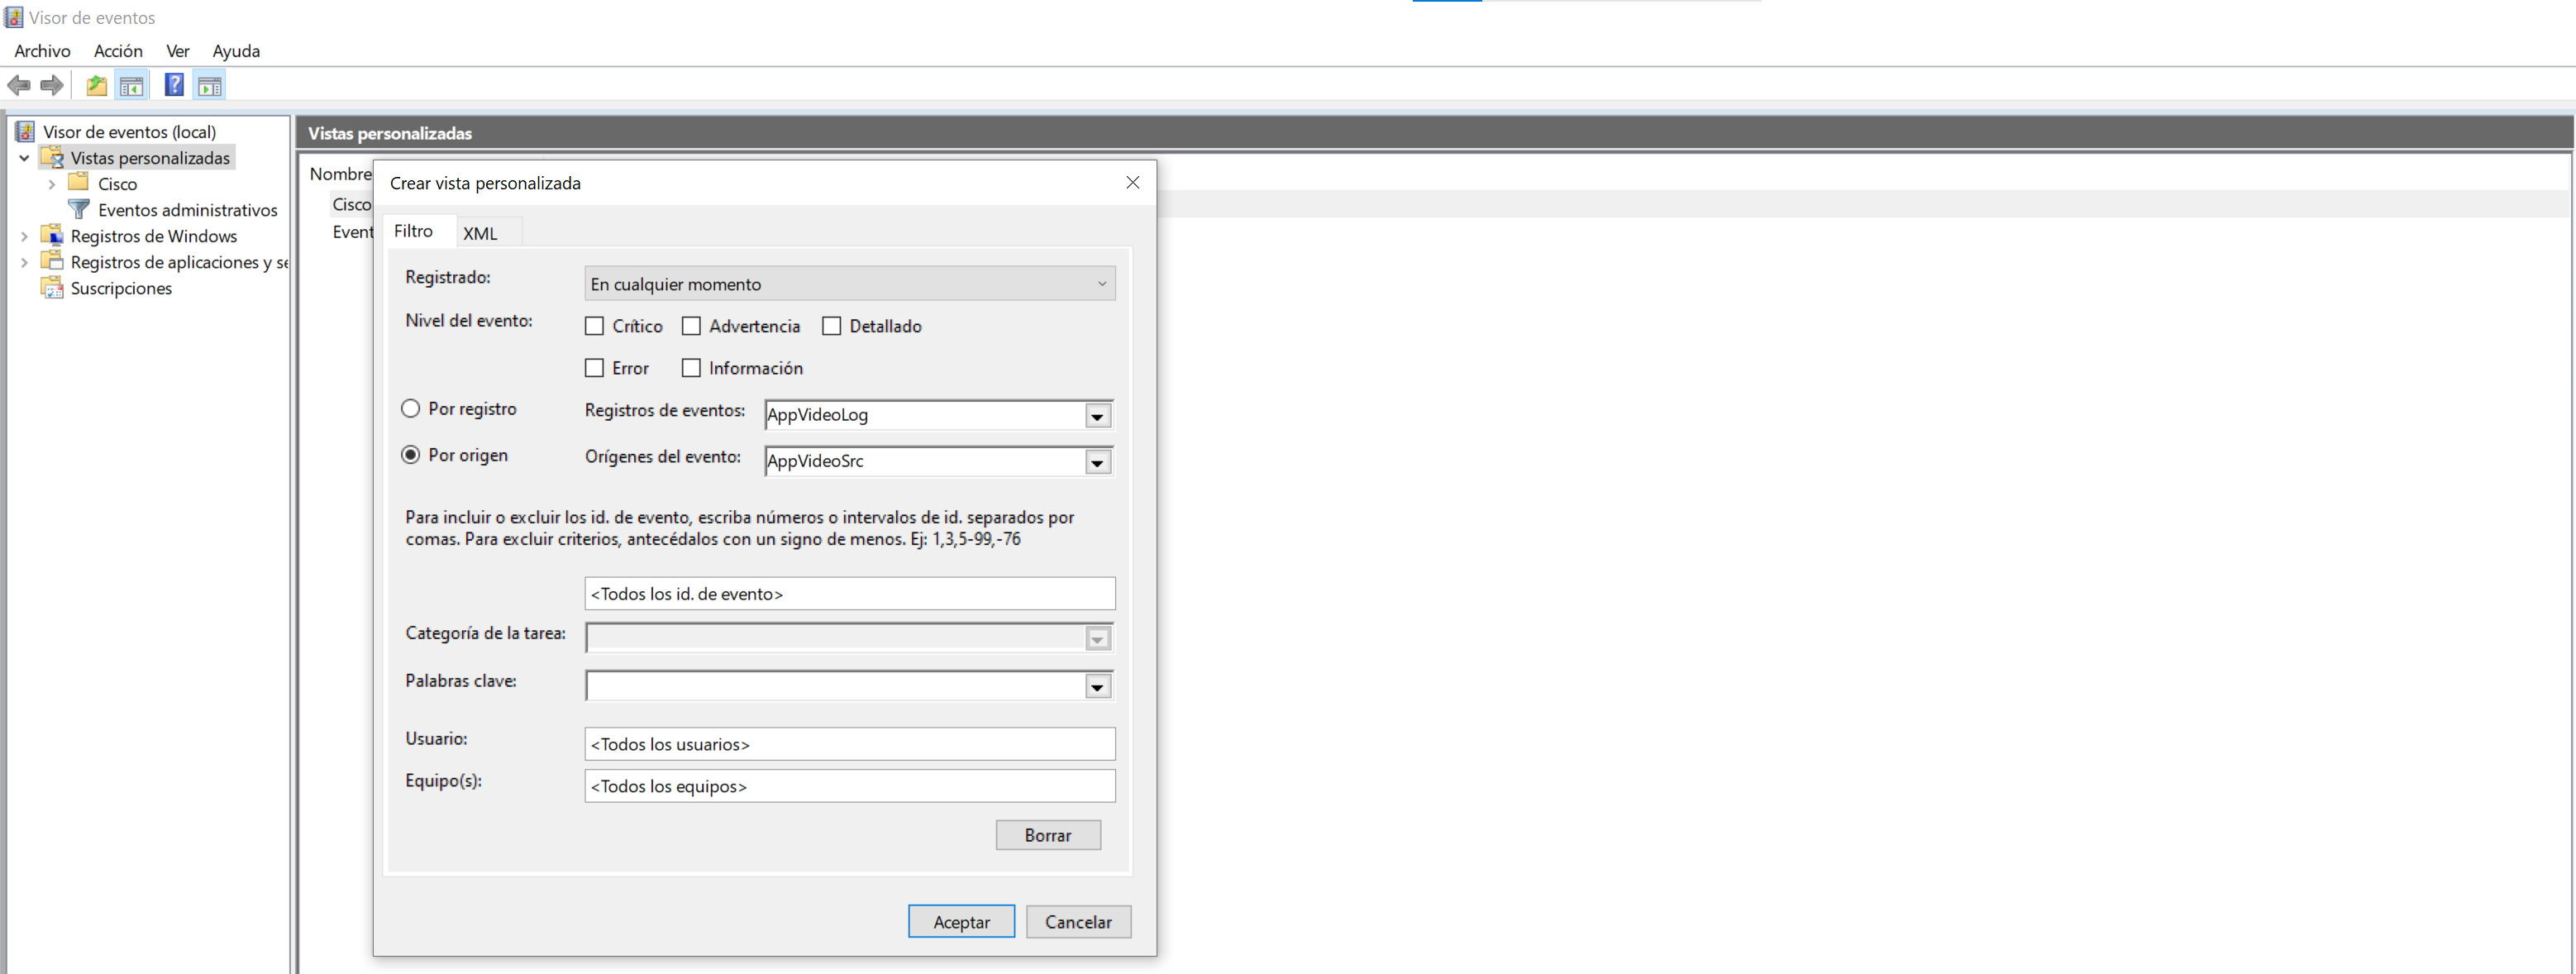 Visor de eventos
Archivo Acción Ver Ayuda
Visor de eventos (local)
Vistas personalizadas
Cisco
Eventos administrativos
Registros de Windows
Registros de aplicaciones y se
Suscripciones
Vistas personalizadas
Nombre
Cisco
Event
Crear vista personalizada
Filtro XML
Registrado: En cualquier momento
Nivel del evento: Crítico Advertencia Detallado
Error Información
Por registro Registros de eventos: AppVideoLog
Por origen Orígenes del evento: AppVideoSrc
Para incluir o excluir los id. de evento, escriba números o intervalos de id. separados por
comas. Para excluir criterios, antecédalos con un signo de menos. Ej: 1,3,5-99,-76
<Todos los id. de evento>
Categoría de la tarea:
Palabras clave:
Usuario: <Todos los usuarios>
Equipo(s): <Todos los equipos>
Borrar
Aceptar Cancelar